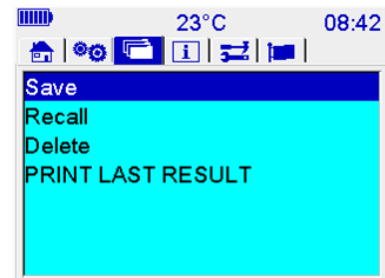 23°C 08:42
i
Save
Recall
Delete
PRINT LAST RESULT